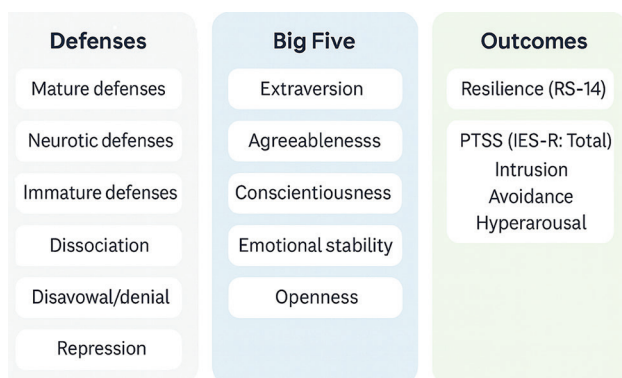 Defenses
Mature defenses
Neurotic defenses
Immature defenses
Dissociation
Disavowal/denial
Repression
Big Five
Extraversion
Agreeablenesss
Conscientiousness
Emotional stability
Openness
Outcomes
Resilience (RS-14)
PTSS (IES-R: Total)
Intrusion
Avoidance
Hyperarousal